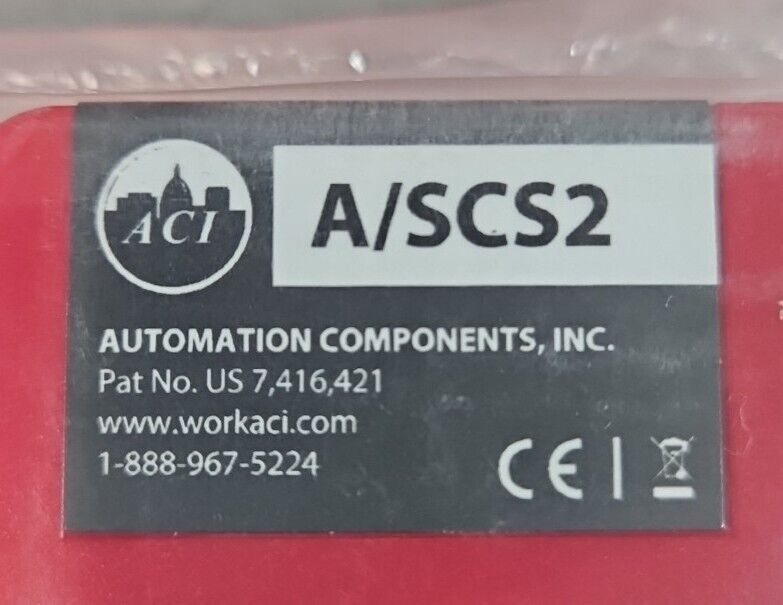 ACI
A/SCS2
AUTOMATION COMPONENTS, INC.
Pat No. US 7,416,421
www.workaci.com
1-888-967-5224
CE